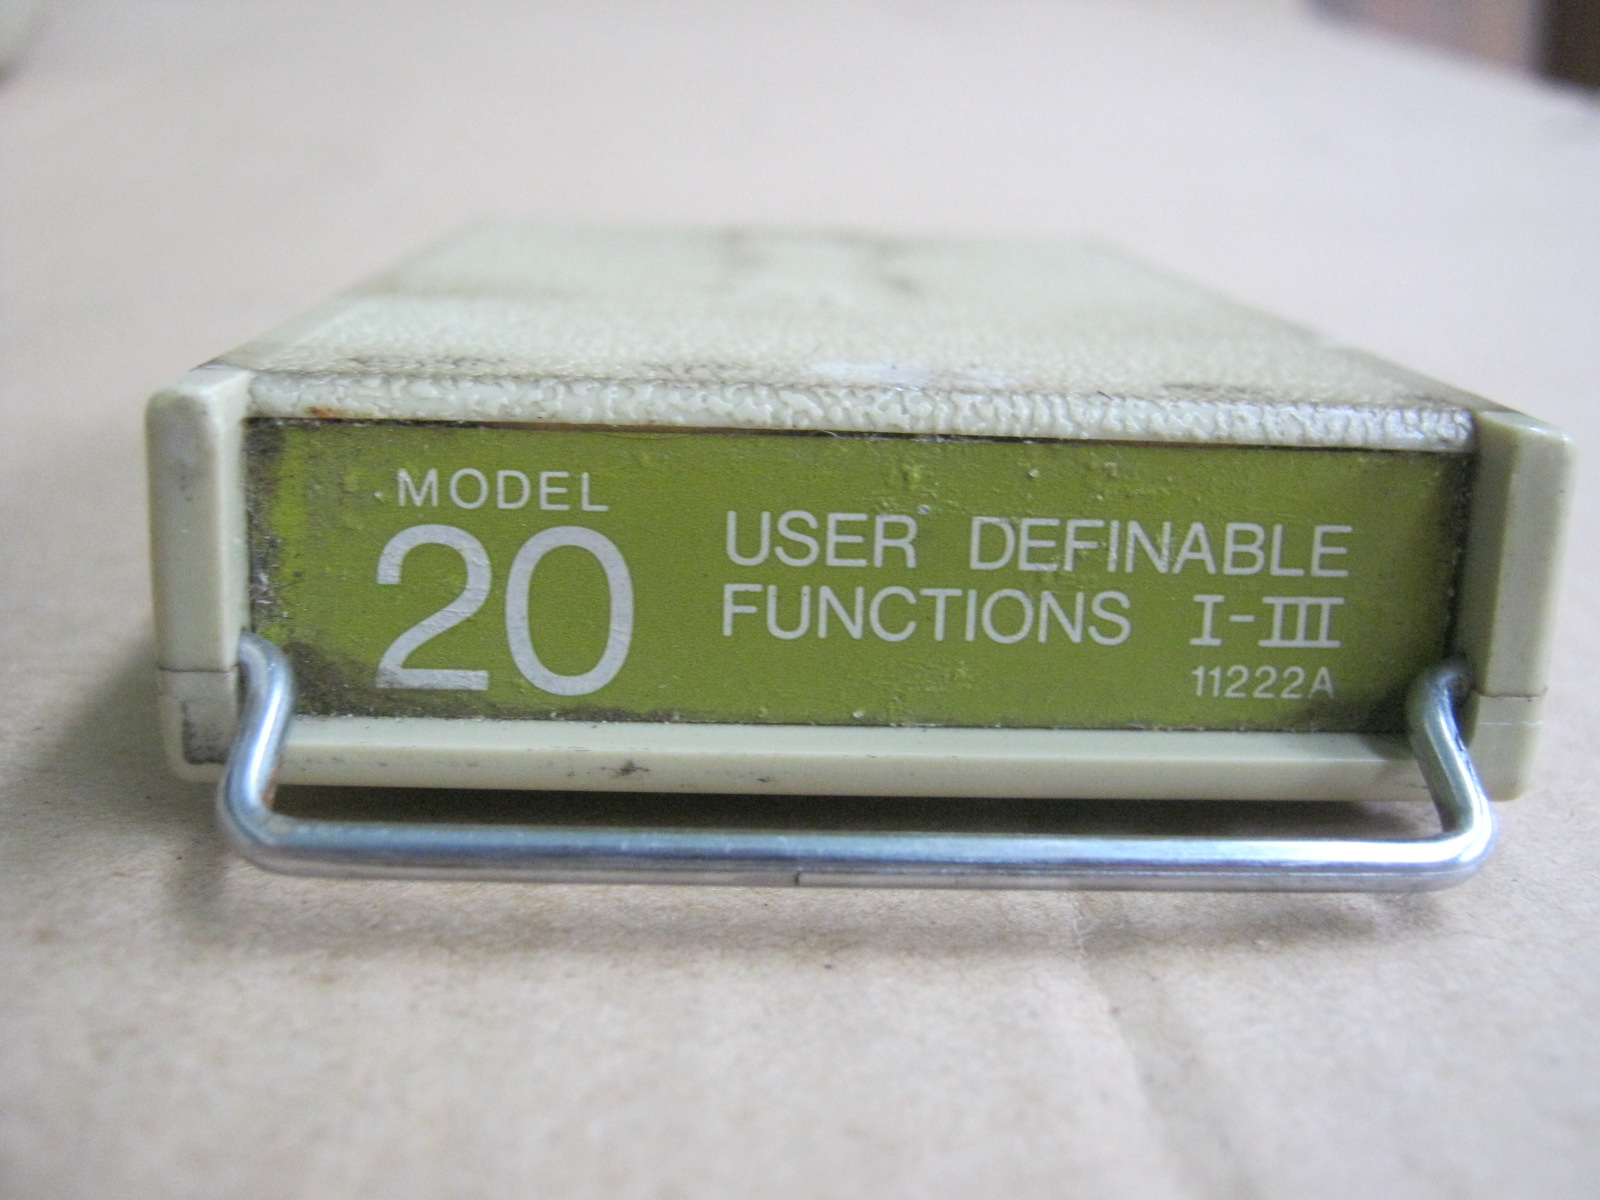 MODEL
20
USER DEFINABLE
FUNCTIONS I-III
11222A